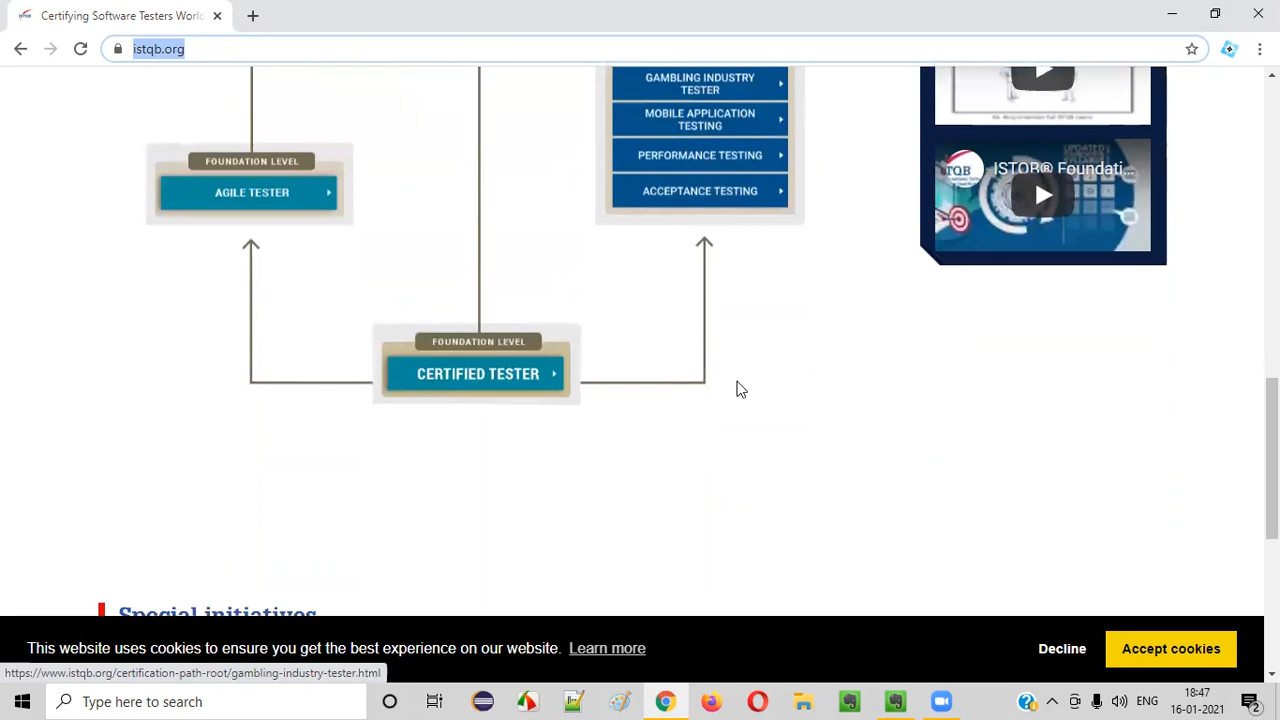 Certifying Software Testers Worl
istqb.org
GAMBLING INDUSTRY
TESTER
MOBILE APPLICATION
TESTING
PERFORMANCE TESTING
ACCEPTANCE TESTING
FOUNDATION LEVEL
AGILE TESTER
ISTQB® Foundati...
FOUNDATION LEVEL
CERTIFIED TESTER
Special initiatives
This website uses cookies to ensure you get the best experience on our website. Learn more
Decline
Accept cookies
https://www.istqb.org/certification-path-root/gambling-industry-tester.html
Type here to search
ENG
18:47
16-01-2021
2